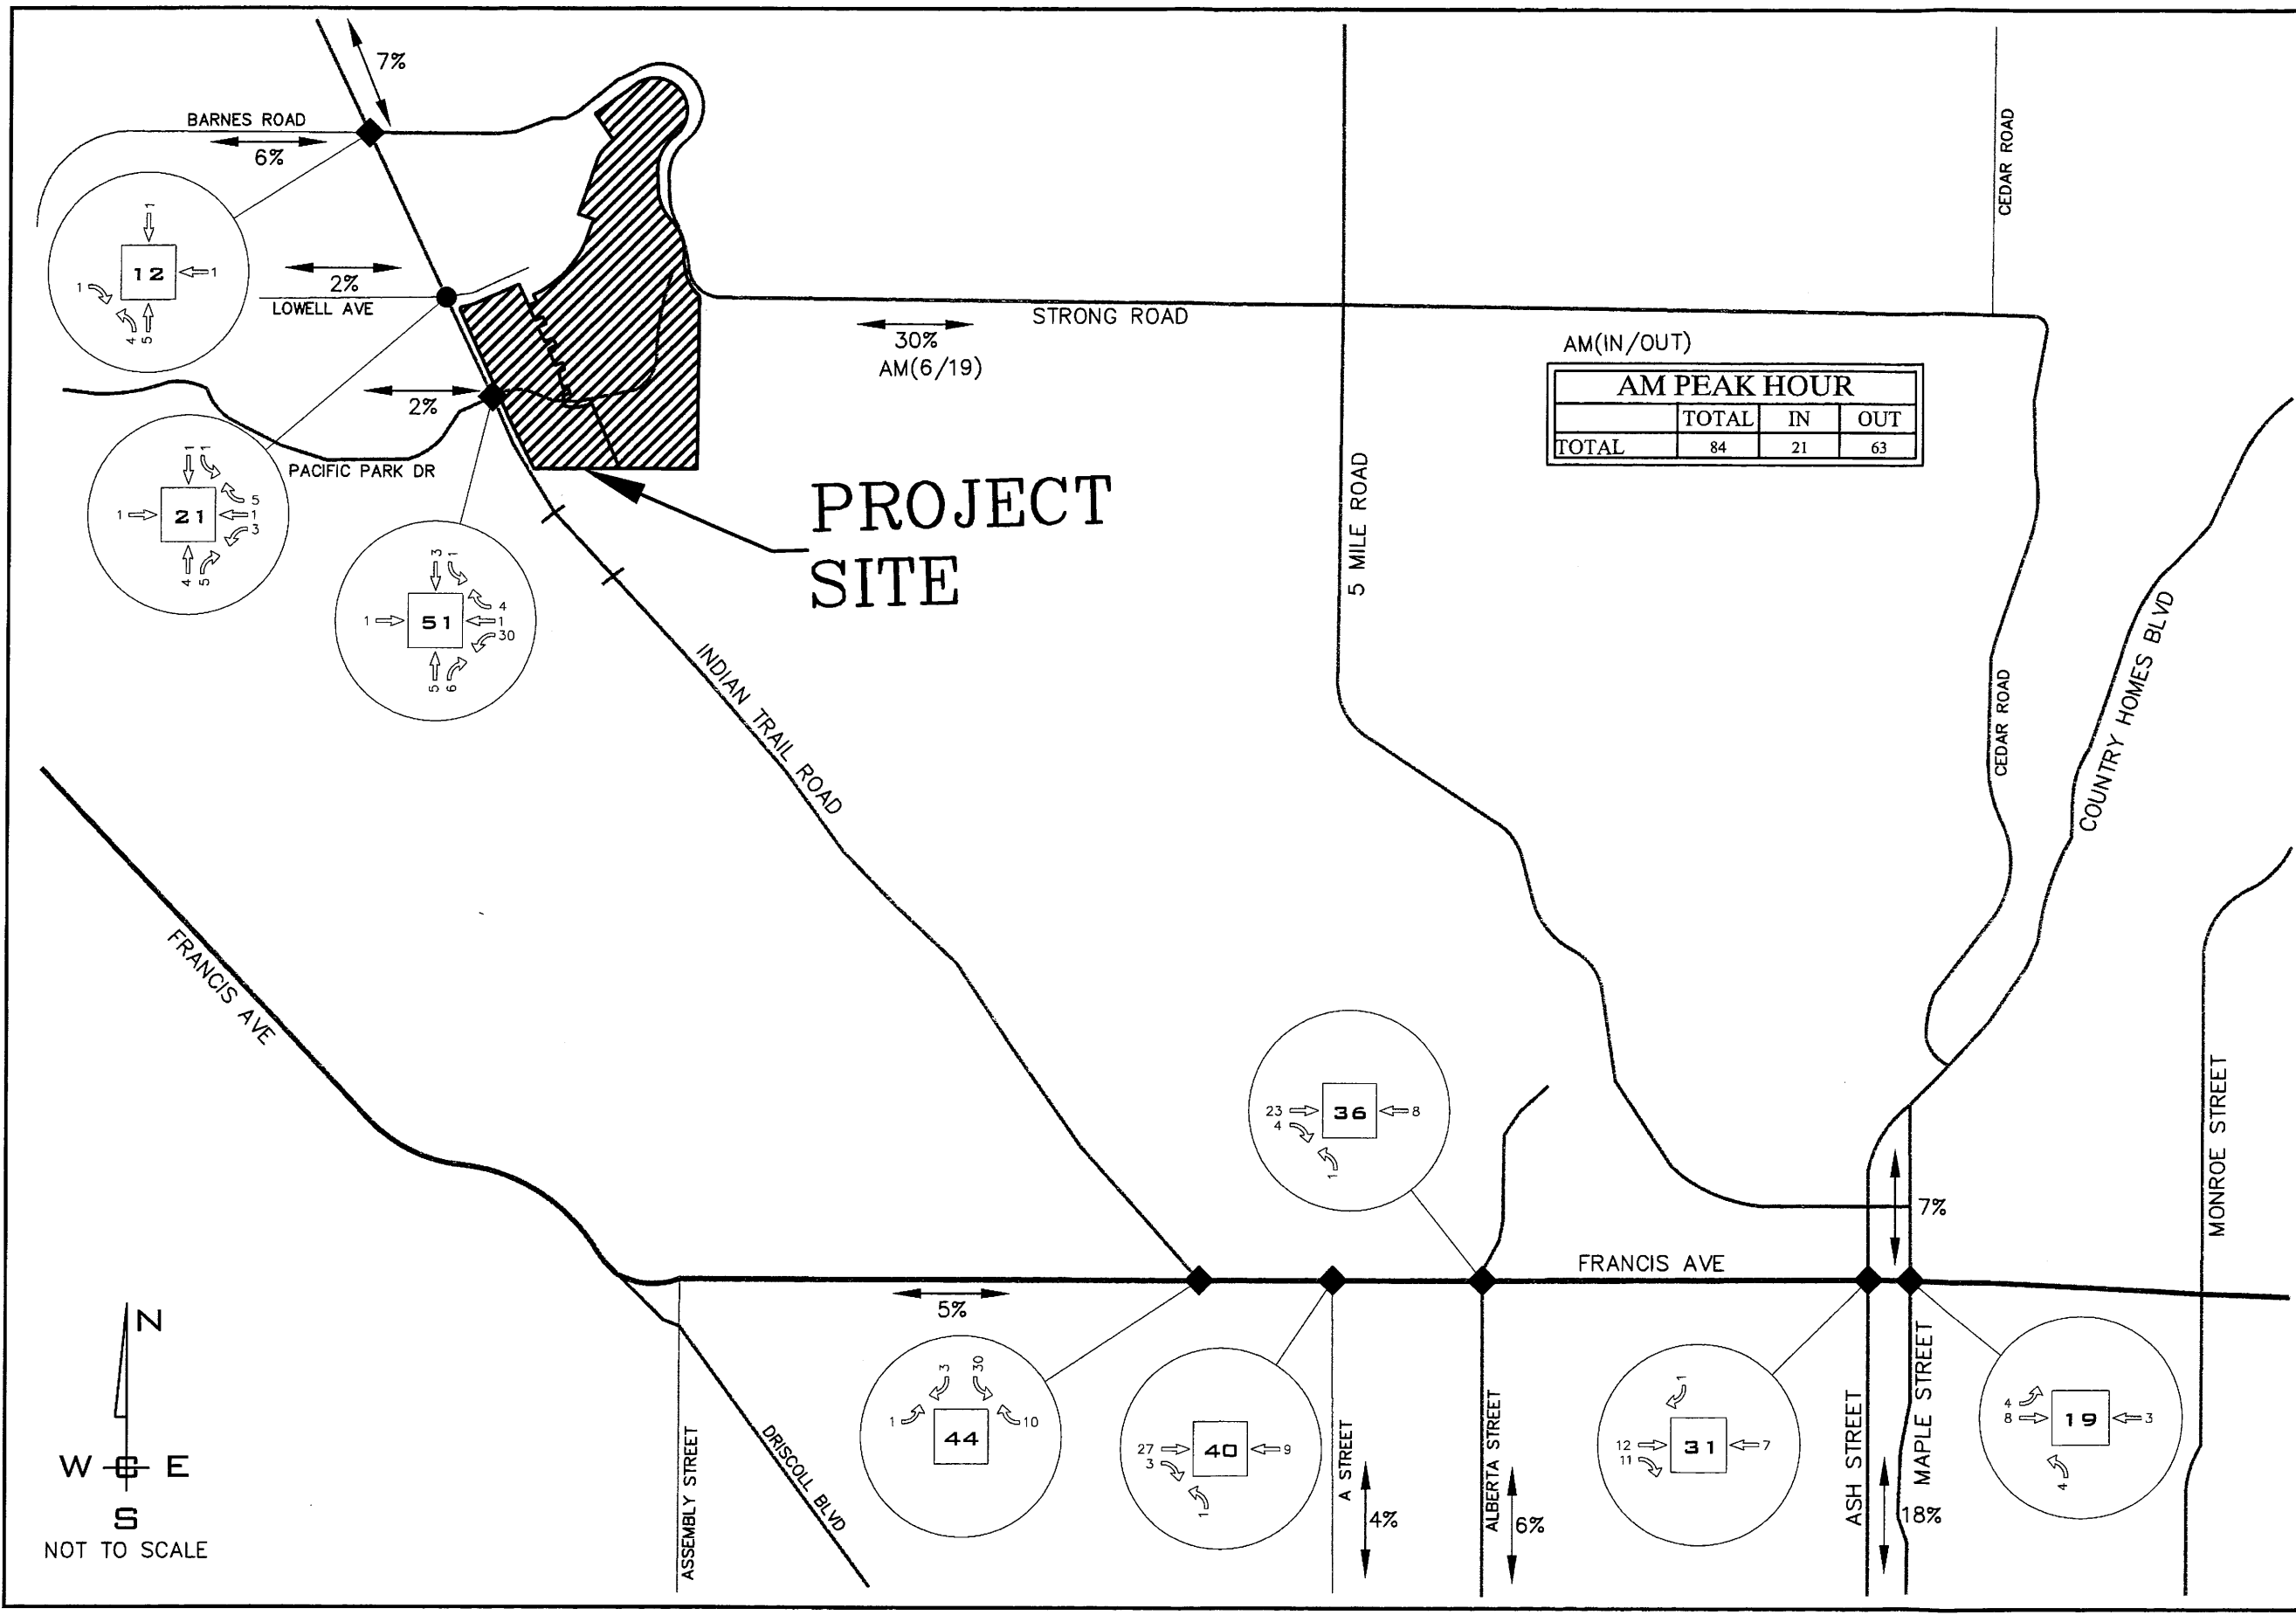 7%
BARNES ROAD
6%
1
12
1
1
4
5
2%
LOWELL AVE
2%
PACIFIC PARK DR
1
1
5
1
21
1
3
4
5
3
1
4
1
51
1
30
5
6
PROJECT
SITE
30%
AM(6/19)
STRONG ROAD
AM(IN/OUT)
AM PEAK HOUR
TOTAL IN OUT
TOTAL 84 21 63
CEDAR ROAD
5 MILE ROAD
CEDAR ROAD
COUNTRY HOMES BLVD
INDIAN TRAIL ROAD
FRANCIS AVE
MONROE STREET
23
36
8
4
1
7%
FRANCIS AVE
5%
3
30
1
10
44
27
40
9
3
1
1
12
31
7
11
4
8
19
3
4
ASSEMBLY STREET
DRISCOLL BLVD
A STREET
4%
ALBERTA STREET
6%
ASH STREET
MAPLE STREET
18%
N
W E
S
NOT TO SCALE